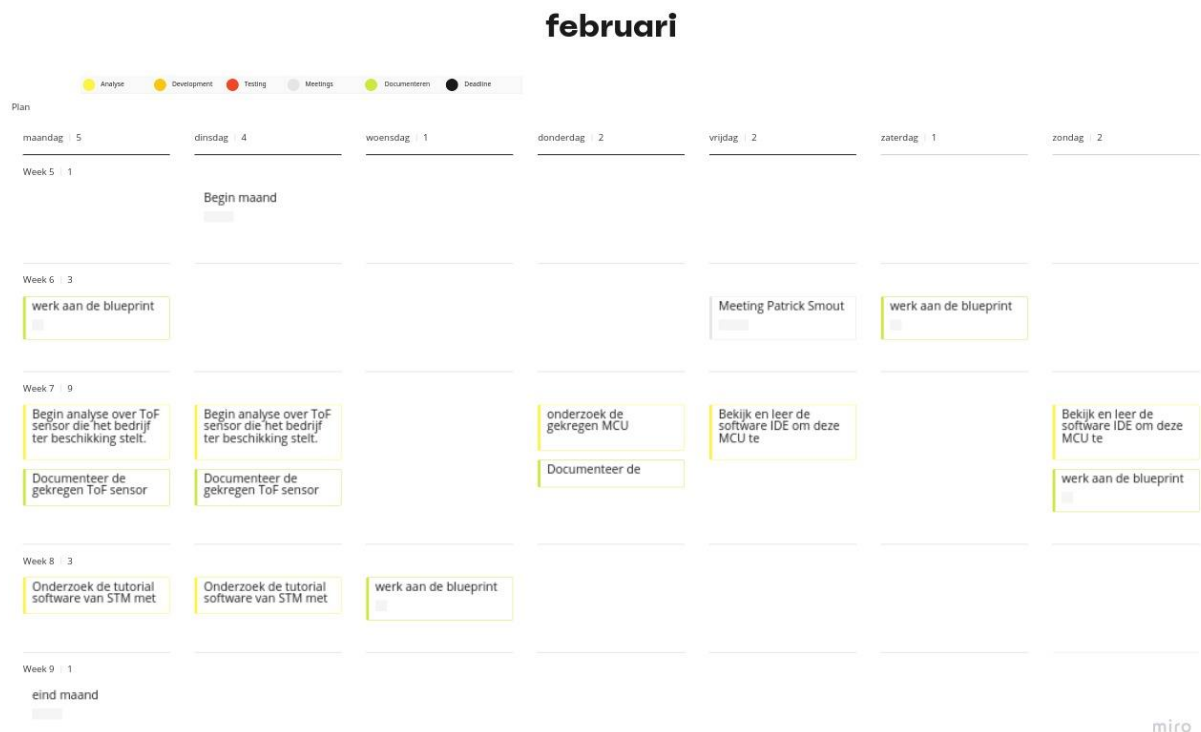 februari
Analyse Development Testing Meetings Documenteren Deadline
Plan
maandag 5 dinsdag 4 woensdag 1 donderdag 2 vrijdag 2 zaterdag 1 zondag 2
Week 5 1
Begin maand
Week 6 3
werk aan de blueprint
Meeting Patrick Smout
werk aan de blueprint
Week 7 9
Begin analyse over ToF
sensor die het bedrijf
ter beschikking stelt.
Documenteer de
gekregen ToF sensor
Begin analyse over ToF
sensor die het bedrijf
ter beschikking stelt.
Documenteer de
gekregen ToF sensor
onderzoek de
gekregen MCU
Documenteer de
Bekijk en leer de
software IDE om deze
MCU te
Bekijk en leer de
software IDE om deze
MCU te
werk aan de blueprint
Week 8 3
Onderzoek de tutorial
software van STM met
Onderzoek de tutorial
software van STM met
werk aan de blueprint
Week 9 1
eind maand
miro